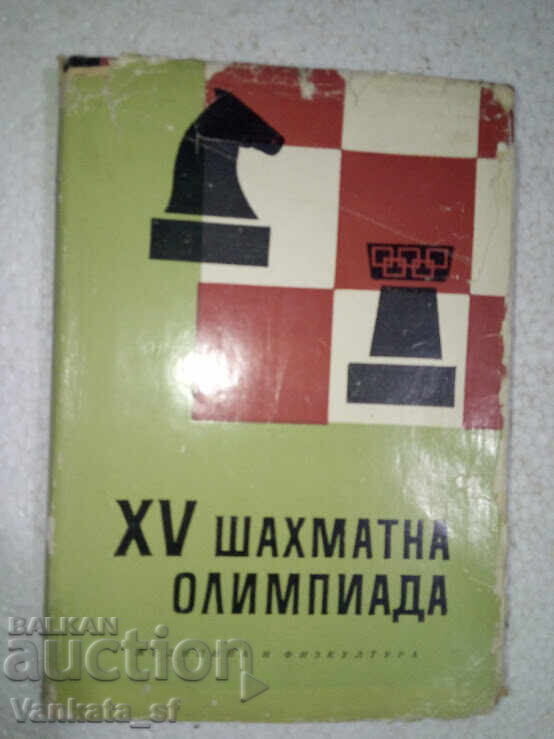 XV ШАХМАТНА
ОЛИМПИАДА
И ФИЗКУЛТУРА
BALKAN
auction
Vankata_sf